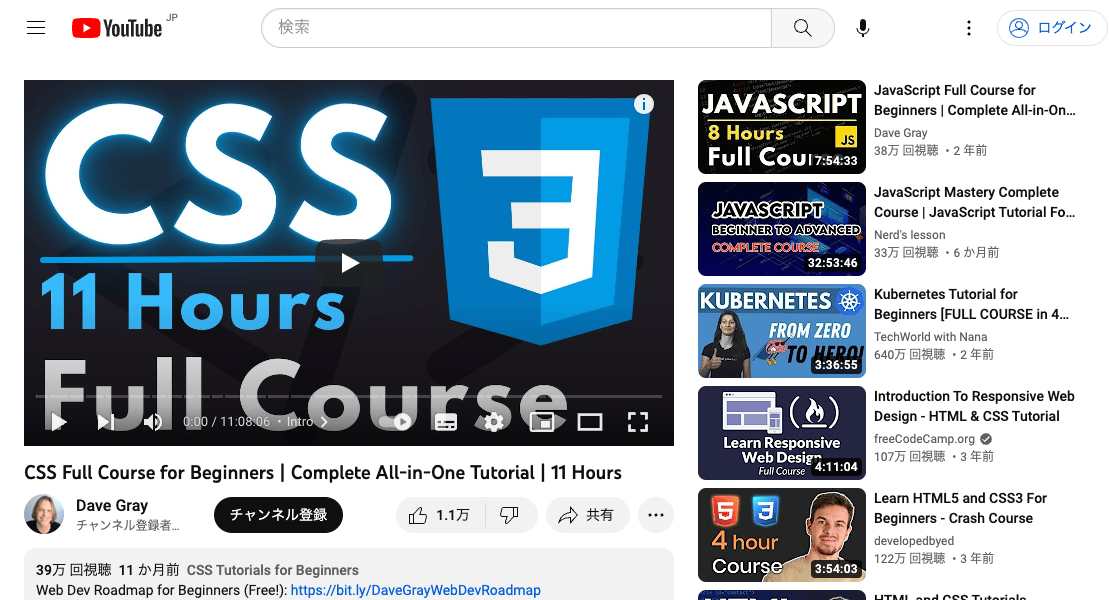 YouTube JP
検索
ログイン
CSS
11 Hours
Full Course
3
0:00 / 11:08:06 • Intro
CSS Full Course for Beginners | Complete All-in-One Tutorial | 11 Hours
Dave Gray
チャンネル登録者...
チャンネル登録
1.1万
共有
39万 回視聴 11 か月前 CSS Tutorials for Beginners
Web Dev Roadmap for Beginners (Free!): https://bit.ly/DaveGrayWebDevRoadmap
JAVASCRIPT
8 Hours
JS
Full Cour
7:54:33
JavaScript Full Course for
Beginners | Complete All-in-On...
Dave Gray
38万 回視聴 • 2 年前
JAVASCRIPT
BEGINNER TO ADVANCED
COMPLETE COURSE
32:53:46
JavaScript Mastery Complete
Course | JavaScript Tutorial Fo...
Nerd's lesson
33万 回視聴 • 6 か月前
KUBERNETES
FROM ZERO
TO HERO!
3:36:55
Kubernetes Tutorial for
Beginners [FULL COURSE in 4...
TechWorld with Nana
640万 回視聴 • 2 年前
Learn Responsive
Web Design
Full Course
4:11:04
Introduction To Responsive Web
Design - HTML & CSS Tutorial
freeCodeCamp.org
107万 回視聴 • 3 年前
5 3
4 hour
Course
3:54:03
Learn HTML5 and CSS3 For
Beginners - Crash Course
developedbyed
122万 回視聴 • 3 年前
HTML and CSS Tutorials